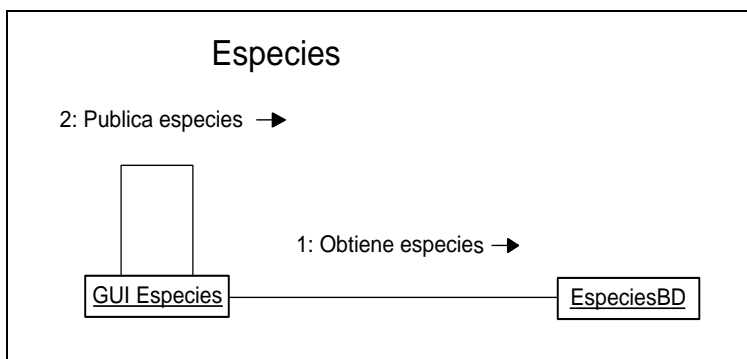 Especies
2: Publica especies
1: Obtiene especies
GUI Especies
EspeciesBD